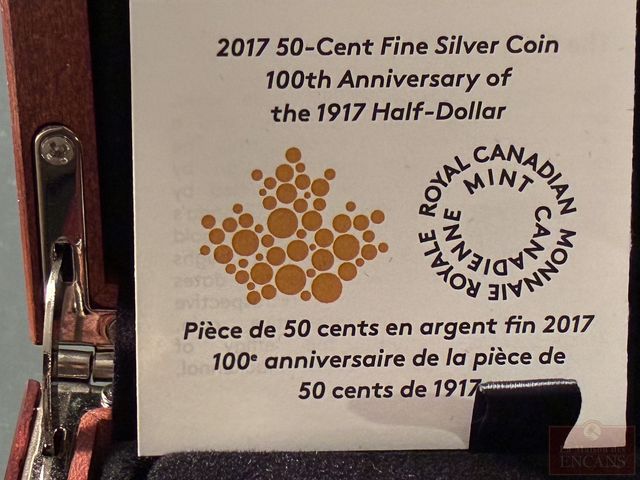 2017 50-Cent Fine Silver Coin
100th Anniversary of
the 1917 Half-Dollar
ROYAL CANADIAN MINT
MONNAIE ROYALE CANADIENNE
Pièce de 50 cents en argent fin 2017
100e anniversaire de la pièce de
50 cents de 1917
ENCANS